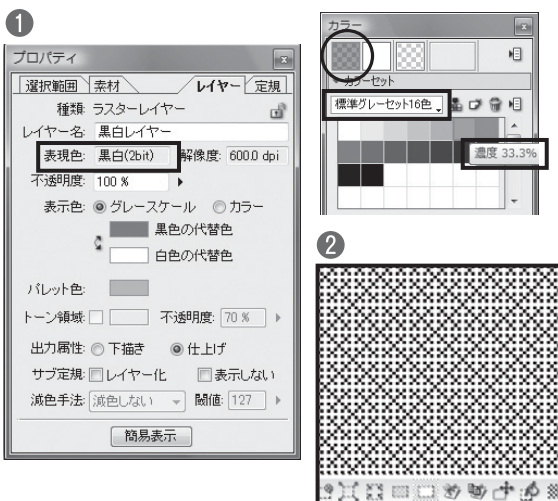 1
プロパティ
選択範囲 素材 レイヤー 定規
種類: ラスターレイヤー
レイヤー名: 黒白レイヤー
表現色: 黒白(2bit) 解像度: 600.0 dpi
不透明度: 100 %
表示色: グレースケール カラー
黒色の代替色
白色の代替色
パレット色:
トーン領域: 不透明度: 70 %
出力属性: 下描き 仕上げ
サブ定規: レイヤー化 表示しない
減色手法: 減色しない 閾値: 127
簡易表示
カラー
カラーセット
標準グレーセット16色
濃度 33.3%
2